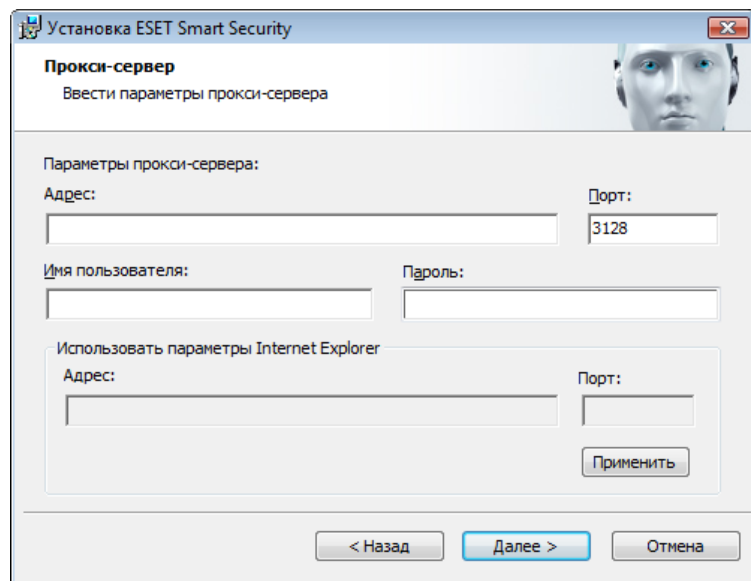 Установка ESET Smart Security
Прокси-сервер
Ввести параметры прокси-сервера
Параметры прокси-сервера:
Адрес: Порт:
3128
Имя пользователя: Пароль:
Использовать параметры Internet Explorer
Адрес: Порт:
Применить
< Назад Далее > Отмена